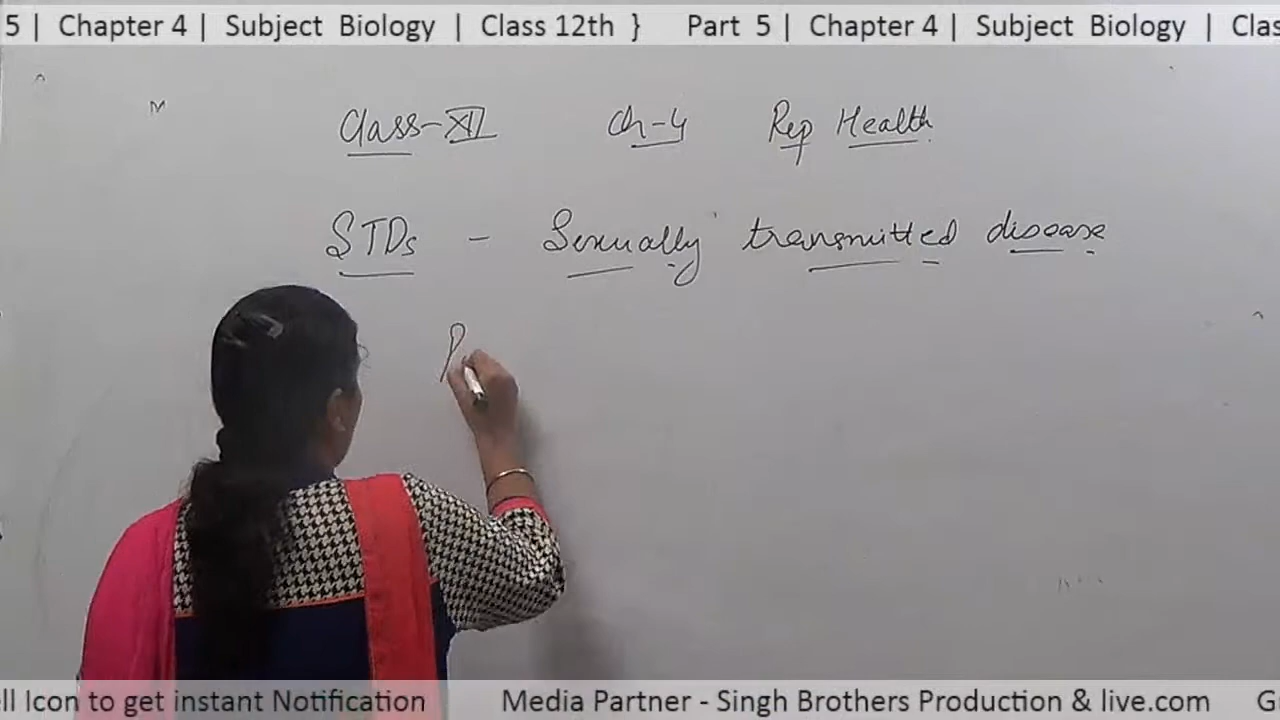 5 | Chapter 4 | Subject Biology | Class 12th } Part 5 | Chapter 4 | Subject Biology | Clas
Class-XII Ch-4 Rep Health
STDs - Sexually transmitted disease
P
ll Icon to get instant Notification Media Partner - Singh Brothers Production & live.com G